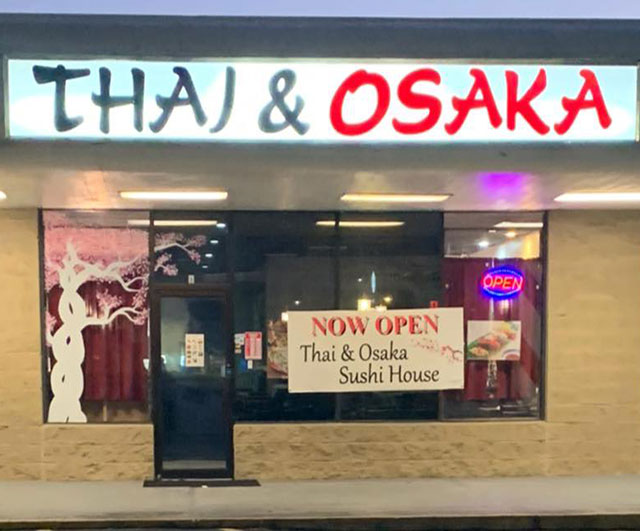 THAI & OSAKA
OPEN
NOW OPEN
Thai & Osaka
Sushi House